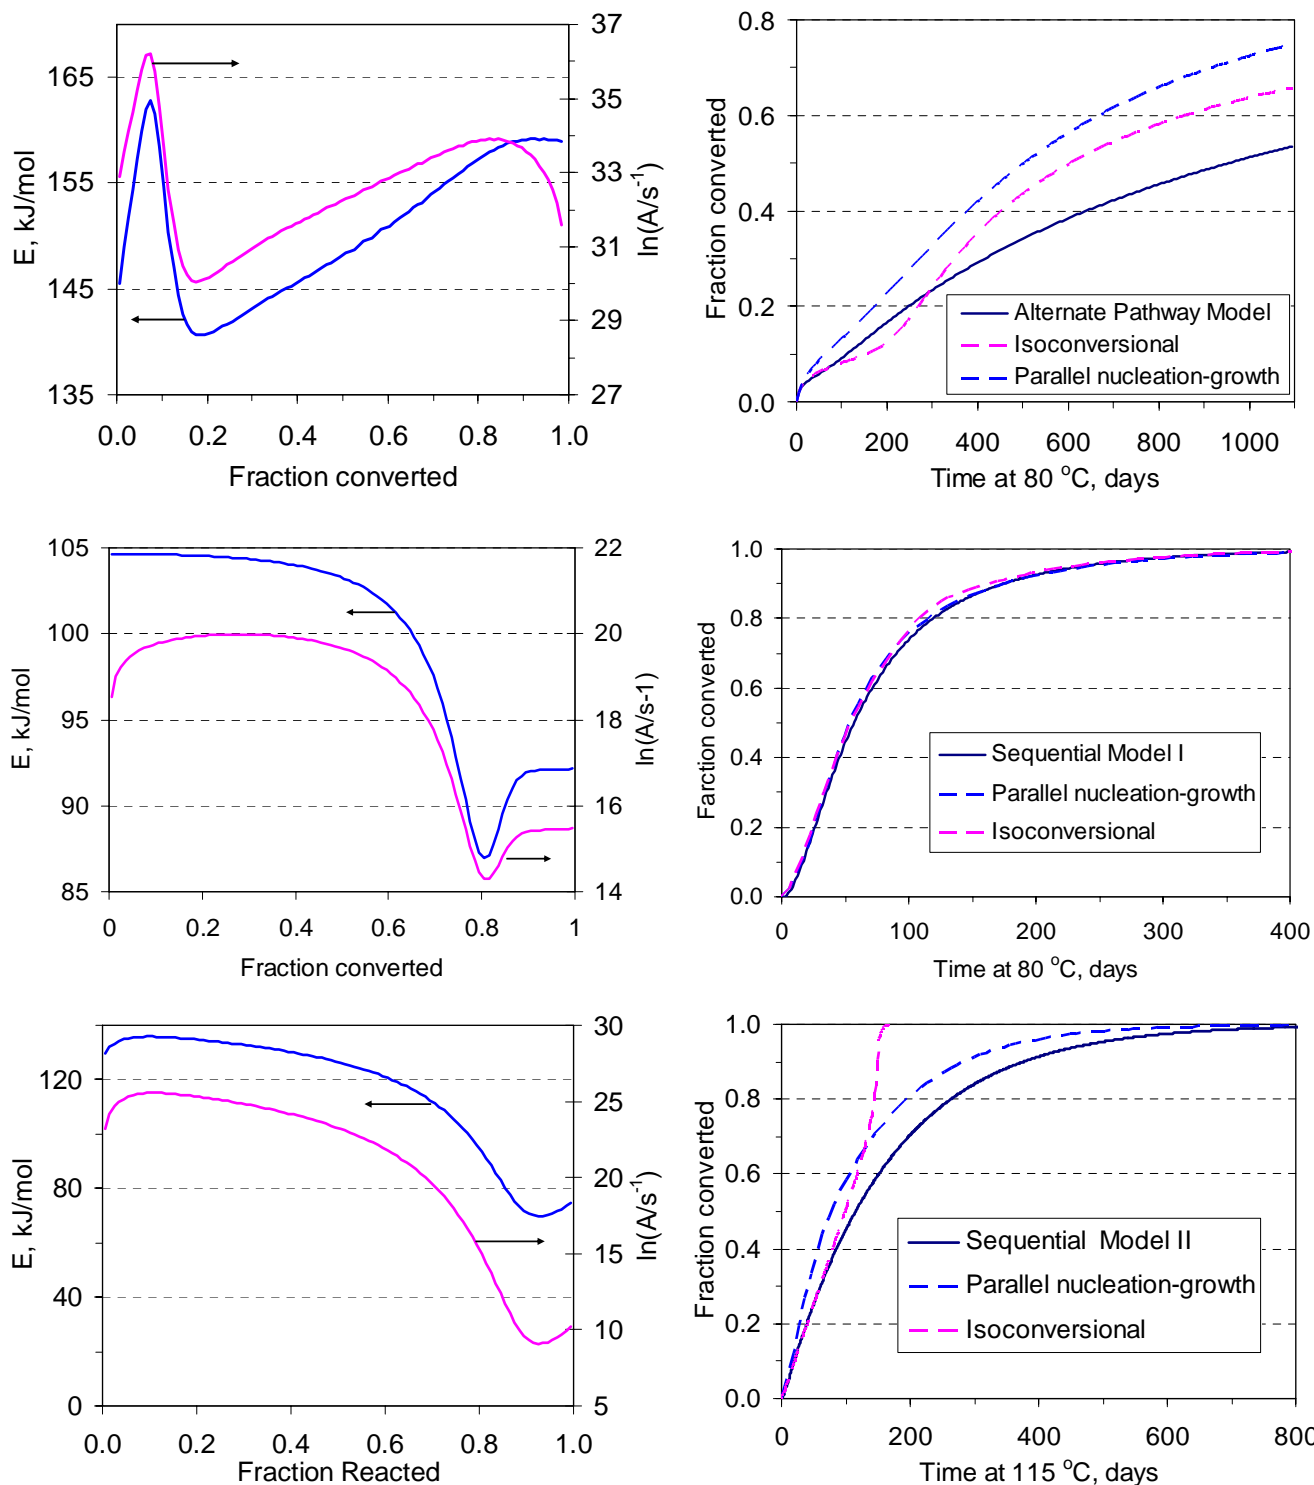 37
35
33
31
29
27
165
155
145
135
E, kJ/mol
ln(A/s⁻¹)
0.0 0.2 0.4 0.6 0.8 1.0
Fraction converted
0.8
0.6
0.4
0.2
0.0
Fraction converted
Alternate Pathway Model
Isoconversional
Parallel nucleation-growth
0 200 400 600 800 1000
Time at 80 °C, days
105
100
95
90
85
E, kJ/mol
22
20
18
16
14
ln(A/s-1)
0 0.2 0.4 0.6 0.8 1
Fraction converted
1.0
0.8
0.6
0.4
0.2
0.0
Farction converted
Sequential Model I
Parallel nucleation-growth
Isoconversional
0 100 200 300 400
Time at 80 °C, days
120
80
40
0
E, kJ/mol
30
25
20
15
10
5
ln(A/s⁻¹)
0.0 0.2 0.4 0.6 0.8 1.0
Fraction Reacted
1.0
0.8
0.6
0.4
0.2
0.0
Fraction converted
Sequential Model II
Parallel nucleation-growth
Isoconversional
0 200 400 600 800
Time at 115 °C, days